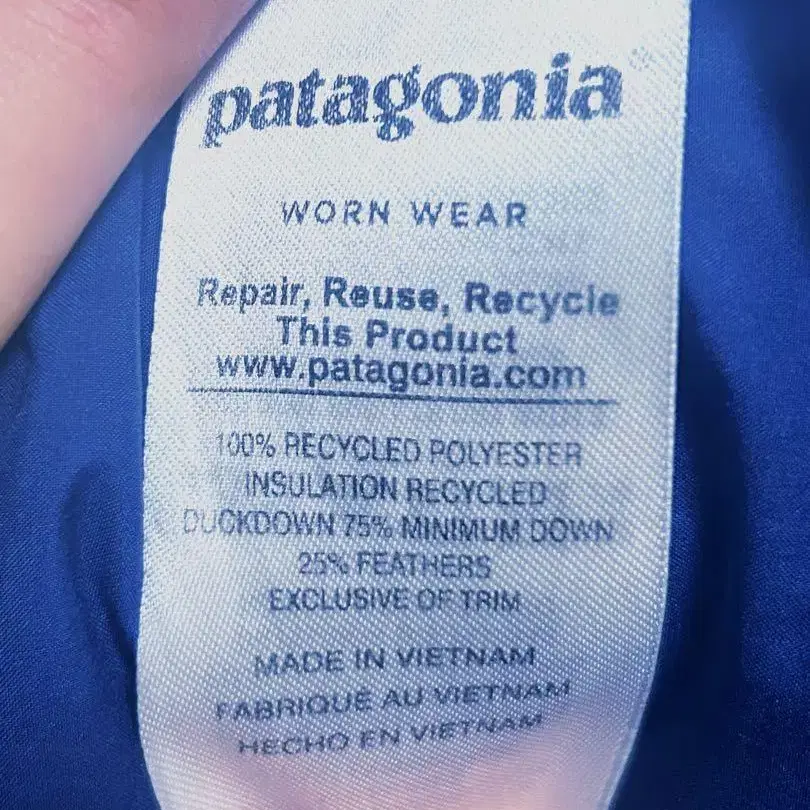 patagonia®
WORN WEAR
Repair, Reuse, Recycle
This Product
www.patagonia.com
100% RECYCLED POLYESTER
INSULATION RECYCLED
DUCKDOWN 75% MINIMUM DOWN
25% FEATHERS
EXCLUSIVE OF TRIM
MADE IN VIETNAM
FABRIQUÉ AU VIETNAM
HECHO EN VIETNAM